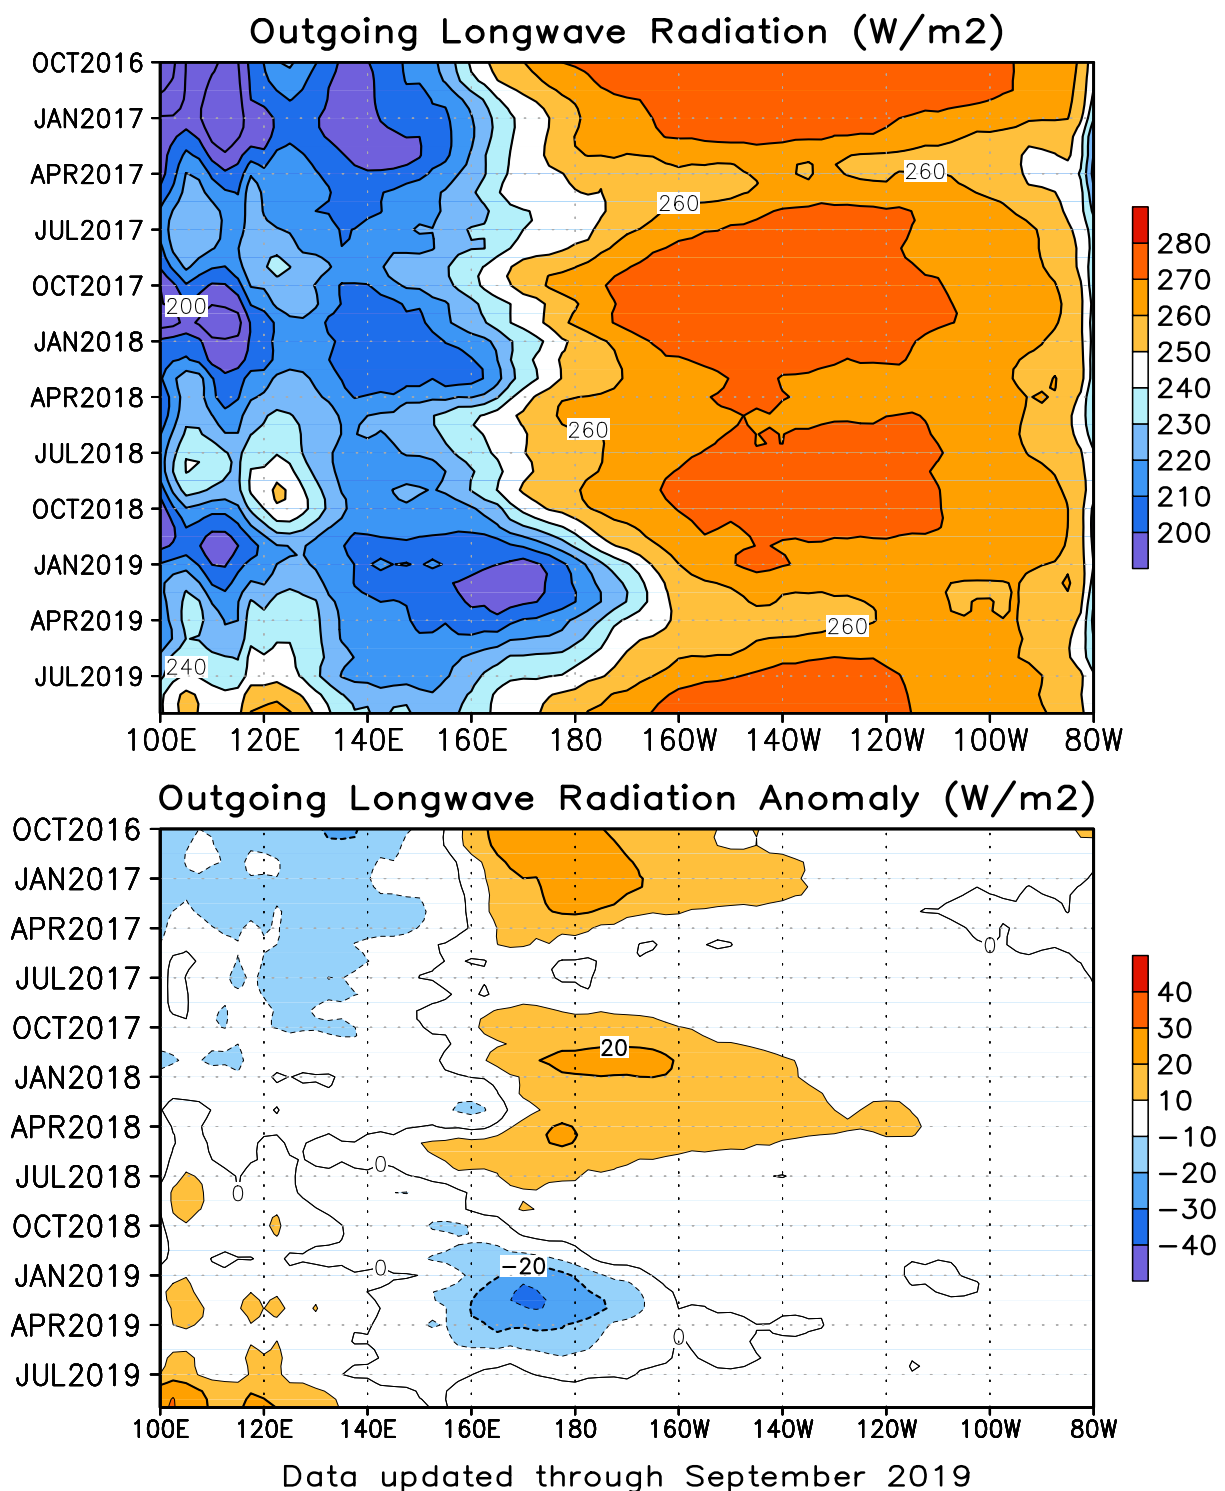 Outgoing Longwave Radiation (W/m2)
OCT2016
JAN2017
APR2017
JUL2017
OCT2017
JAN2018
APR2018
JUL2018
OCT2018
JAN2019
APR2019
JUL2019
260
260
200
260
260
240
100E 120E 140E 160E 180 160W 140W 120W 100W 80W
280
270
260
250
240
230
220
210
200
Outgoing Longwave Radiation Anomaly (W/m2)
OCT2016
JAN2017
APR2017
JUL2017
OCT2017
JAN2018
APR2018
JUL2018
OCT2018
JAN2019
APR2019
JUL2019
0
20
0
0
0
-20
0
100E 120E 140E 160E 180 160W 140W 120W 100W 80W
40
30
20
10
-10
-20
-30
-40
Data updated through September 2019